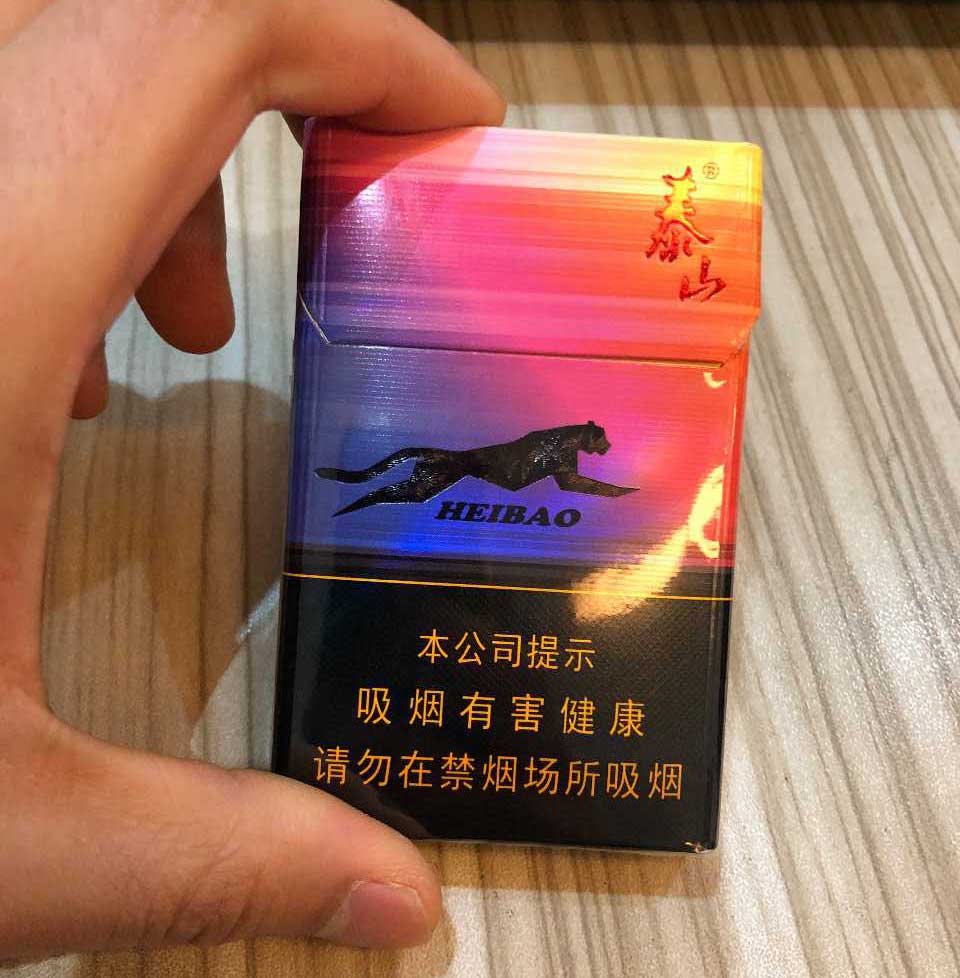 泰山®
HEIBAO
本公司提示
吸烟有害健康
请勿在禁烟场所吸烟